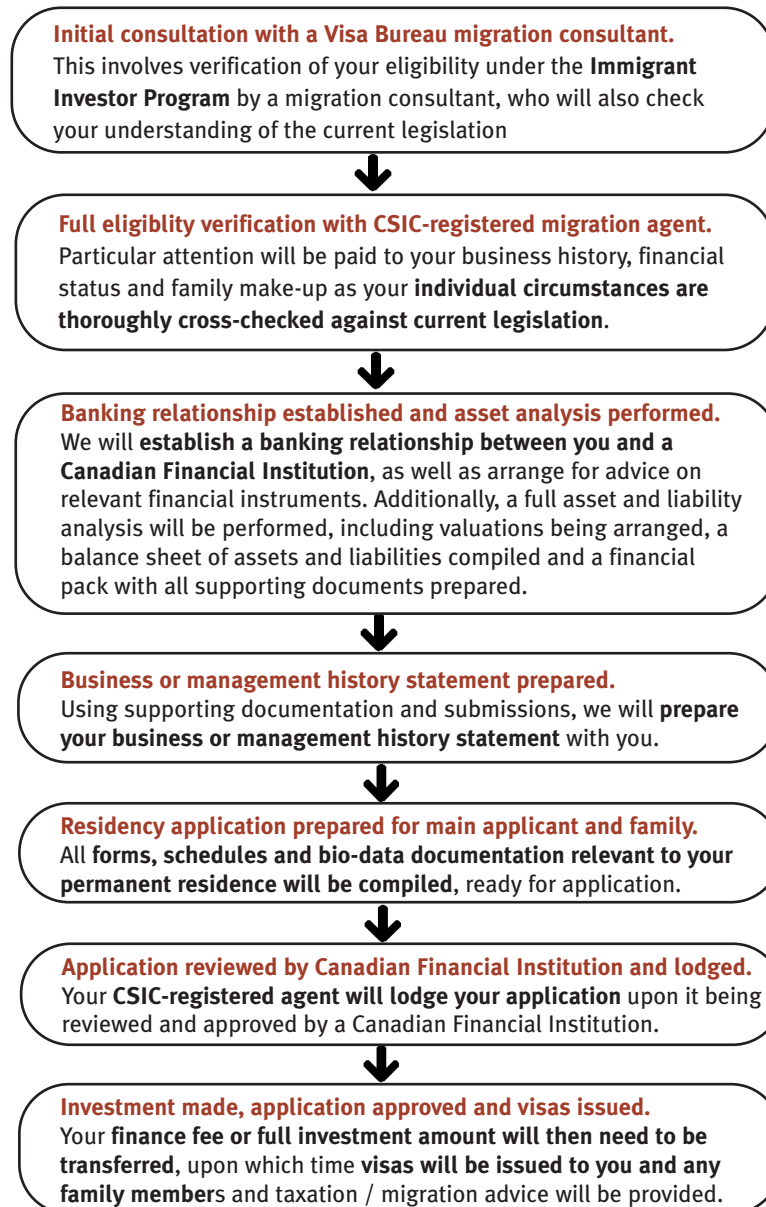 Initial consultation with a Visa Bureau migration consultant.
This involves verification of your eligibility under the Immigrant
Investor Program by a migration consultant, who will also check
your understanding of the current legislation
Full eligiblity verification with CSIC-registered migration agent.
Particular attention will be paid to your business history, financial
status and family make-up as your individual circumstances are
thoroughly cross-checked against current legislation.
Banking relationship established and asset analysis performed.
We will establish a banking relationship between you and a
Canadian Financial Institution, as well as arrange for advice on
relevant financial instruments. Additionally, a full asset and liability
analysis will be performed, including valuations being arranged, a
balance sheet of assets and liabilities compiled and a financial
pack with all supporting documents prepared.
Business or management history statement prepared.
Using supporting documentation and submissions, we will prepare
your business or management history statement with you.
Residency application prepared for main applicant and family.
All forms, schedules and bio-data documentation relevant to your
permanent residence will be compiled, ready for application.
Application reviewed by Canadian Financial Institution and lodged.
Your CSIC-registered agent will lodge your application upon it being
reviewed and approved by a Canadian Financial Institution.
Investment made, application approved and visas issued.
Your finance fee or full investment amount will then need to be
transferred, upon which time visas will be issued to you and any
family members and taxation / migration advice will be provided.